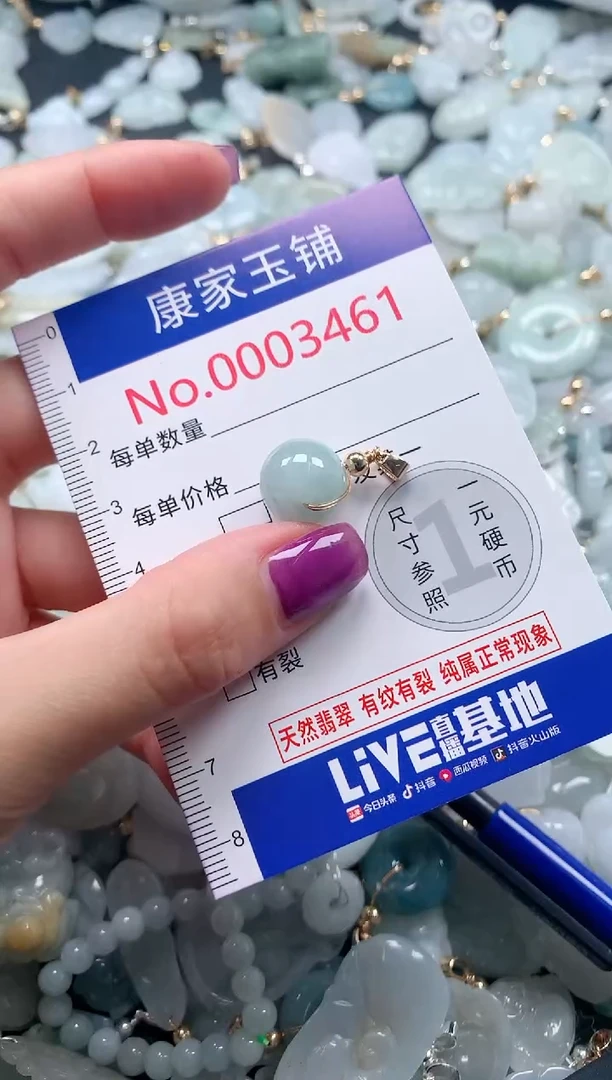 康家玉铺
No.0003461
每单数量
每单价格
有裂
一元硬币
尺寸参照
1
天然翡翠 有纹有裂 纯属正常现象
LiVE直播基地
今日头条 抖音 西瓜视频 抖音火山版
0
1
2
3
4
7
8